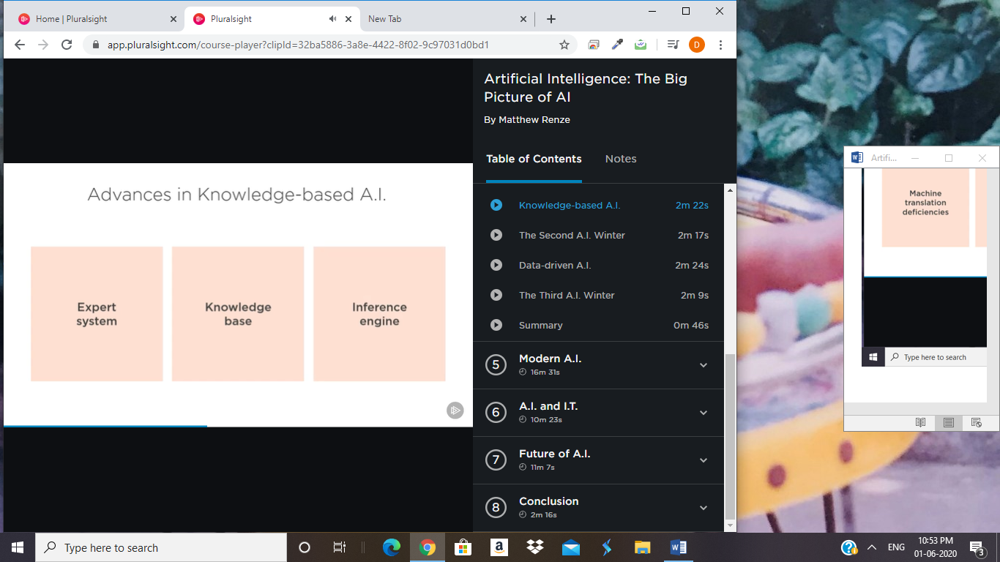 Home | Pluralsight
Pluralsight
New Tab
app.pluralsight.com/course-player?clipId=32ba5886-3a8e-4422-8f02-9c97031d0bd1
D
Advances in Knowledge-based A.I.
Expert
system
Knowledge
base
Inference
engine
Artificial Intelligence: The Big
Picture of AI
By Matthew Renze
Table of Contents Notes
Knowledge-based A.I. 2m 22s
The Second A.I. Winter 2m 17s
Data-driven A.I. 2m 24s
The Third A.I. Winter 2m 9s
Summary 0m 46s
5 Modern A.I.
16m 31s
6 A.I. and I.T.
10m 23s
7 Future of A.I.
11m 7s
8 Conclusion
2m 16s
Artifi...
Machine
translation
deficiencies
Type here to search
Type here to search
ENG
10:53 PM
01-06-2020
3